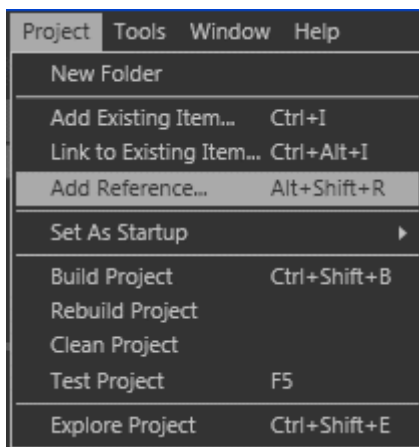 Project Tools Window Help
New Folder
Add Existing Item... Ctrl+I
Link to Existing Item... Ctrl+Alt+I
Add Reference... Alt+Shift+R
Set As Startup
Build Project Ctrl+Shift+B
Rebuild Project
Clean Project
Test Project F5
Explore Project Ctrl+Shift+E